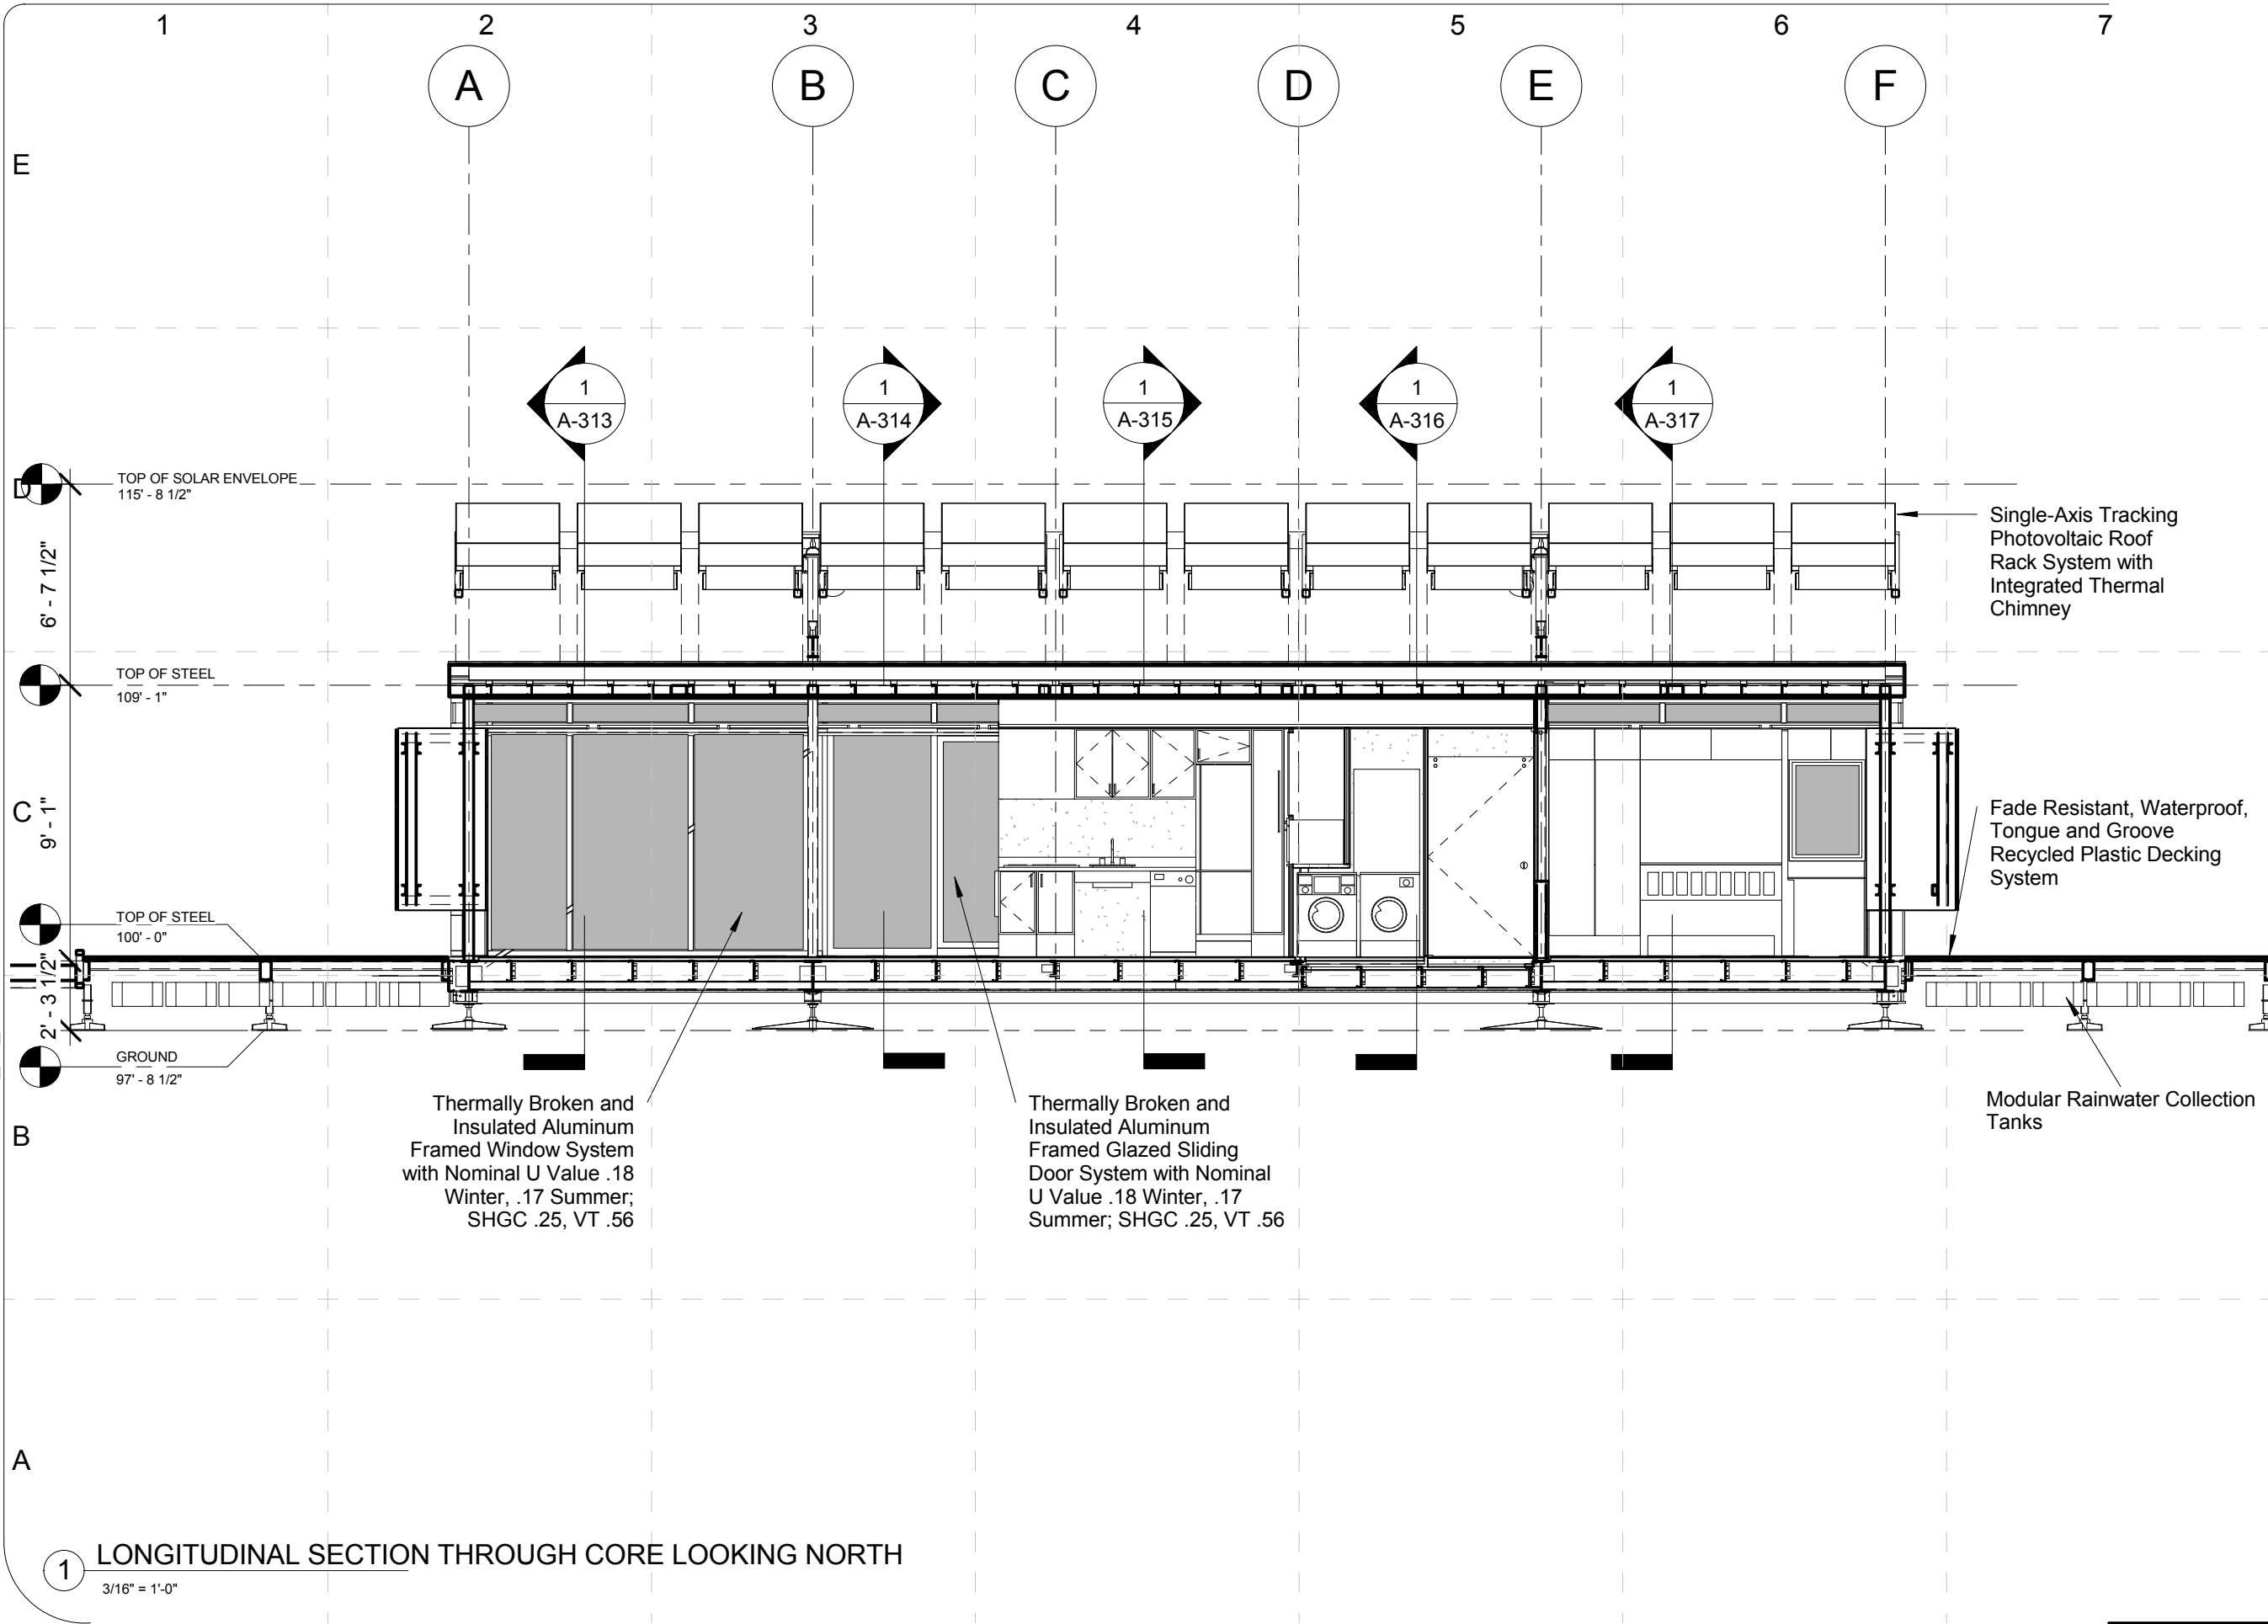 1 2 3 4 5 6 7
A B C D E F
E
1 1 1 1 1
A-313 A-314 A-315 A-316 A-317
D
TOP OF SOLAR ENVELOPE
115' - 8 1/2"
6' - 7 1/2"
Single-Axis Tracking
Photovoltaic Roof
Rack System with
Integrated Thermal
Chimney
TOP OF STEEL
109' - 1"
C
9' - 1"
Fade Resistant, Waterproof,
Tongue and Groove
Recycled Plastic Decking
System
TOP OF STEEL
100' - 0"
2' - 3 1/2"
GROUND
97' - 8 1/2"
Thermally Broken and
Insulated Aluminum
Framed Window System
with Nominal U Value .18
Winter, .17 Summer;
SHGC .25, VT .56
Thermally Broken and
Insulated Aluminum
Framed Glazed Sliding
Door System with Nominal
U Value .18 Winter, .17
Summer; SHGC .25, VT .56
Modular Rainwater Collection
Tanks
B
A
1 LONGITUDINAL SECTION THROUGH CORE LOOKING NORTH
3/16" = 1'-0"